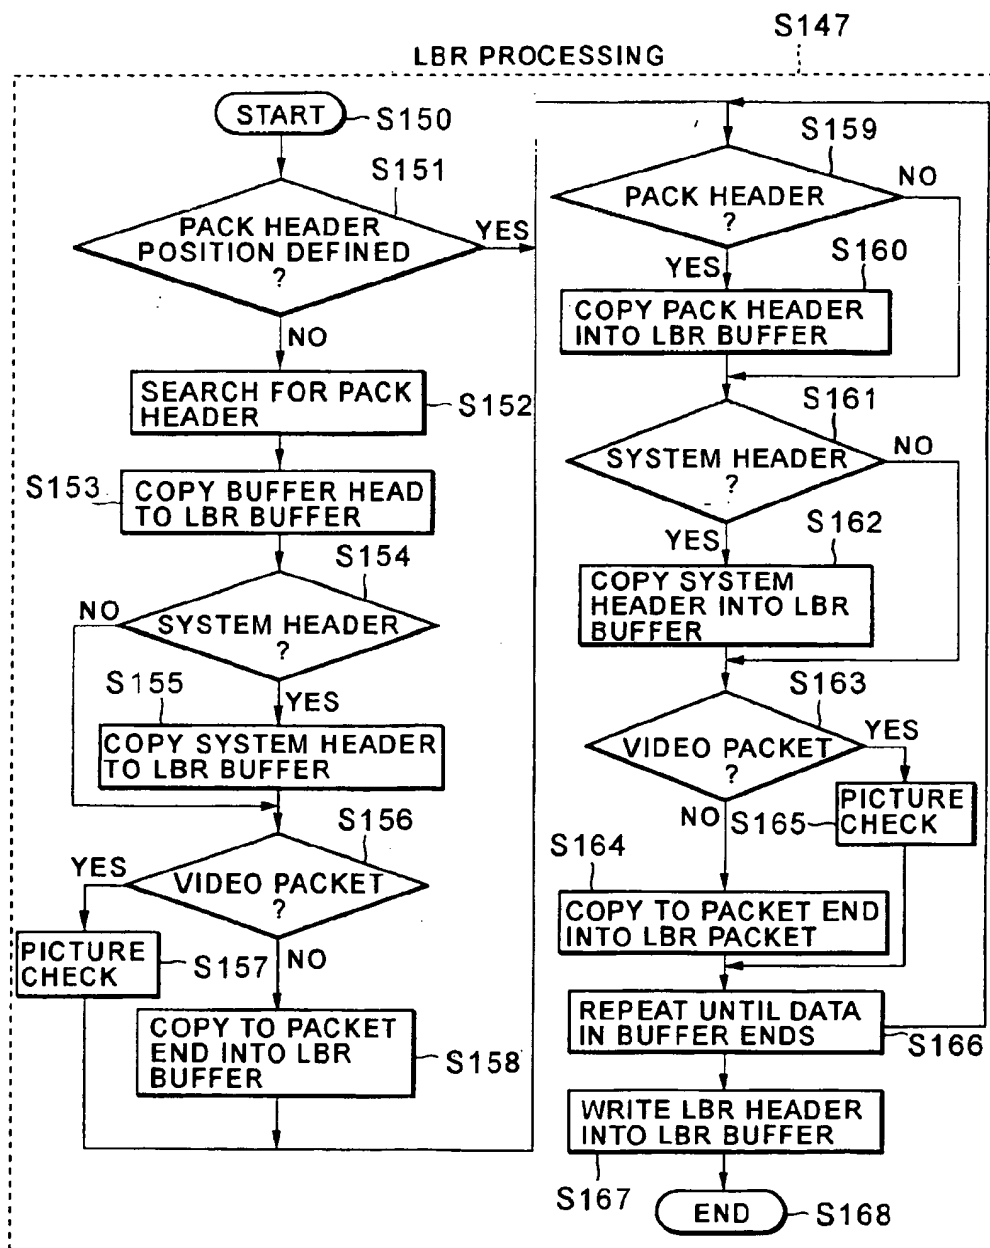 S147
LBR PROCESSING
START
S150
S151
PACK HEADER
POSITION DEFINED
?
YES
NO
SEARCH FOR PACK
HEADER
S152
S153
COPY BUFFER HEAD
TO LBR BUFFER
S154
NO
SYSTEM HEADER
?
S155
YES
COPY SYSTEM HEADER
TO LBR BUFFER
S156
YES
VIDEO PACKET
?
PICTURE
CHECK
S157
NO
COPY TO PACKET
END INTO LBR
BUFFER
S158
S159
PACK HEADER
?
NO
YES
S160
COPY PACK HEADER
INTO LBR BUFFER
S161
SYSTEM HEADER
?
NO
YES
S162
COPY SYSTEM
HEADER INTO LBR
BUFFER
S163
VIDEO PACKET
?
YES
NO
S165
PICTURE
CHECK
S164
COPY TO PACKET END
INTO LBR PACKET
REPEAT UNTIL DATA
IN BUFFER ENDS
S166
WRITE LBR HEADER
INTO LBR BUFFER
S167
END
S168